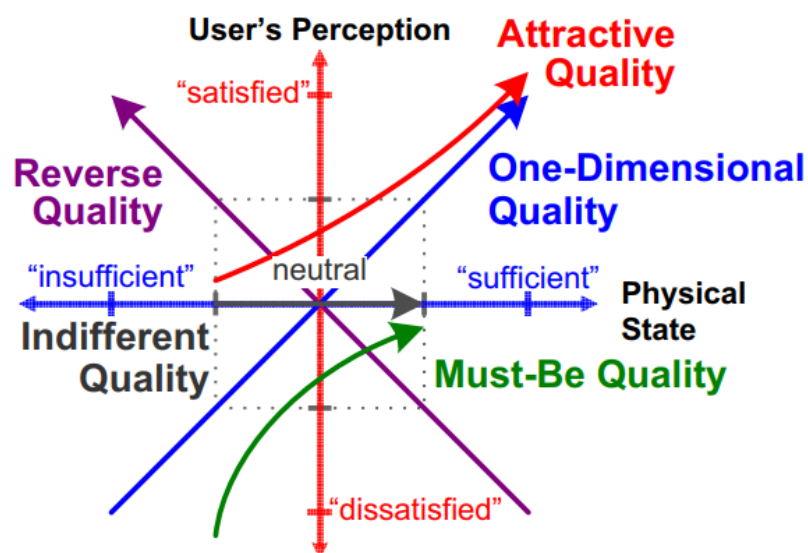 User’s Perception
Attractive
Quality
“satisfied”
Reverse
Quality
One-Dimensional
Quality
“insufficient”
neutral
“sufficient”
Physical
State
Indifferent
Quality
Must-Be Quality
“dissatisfied”